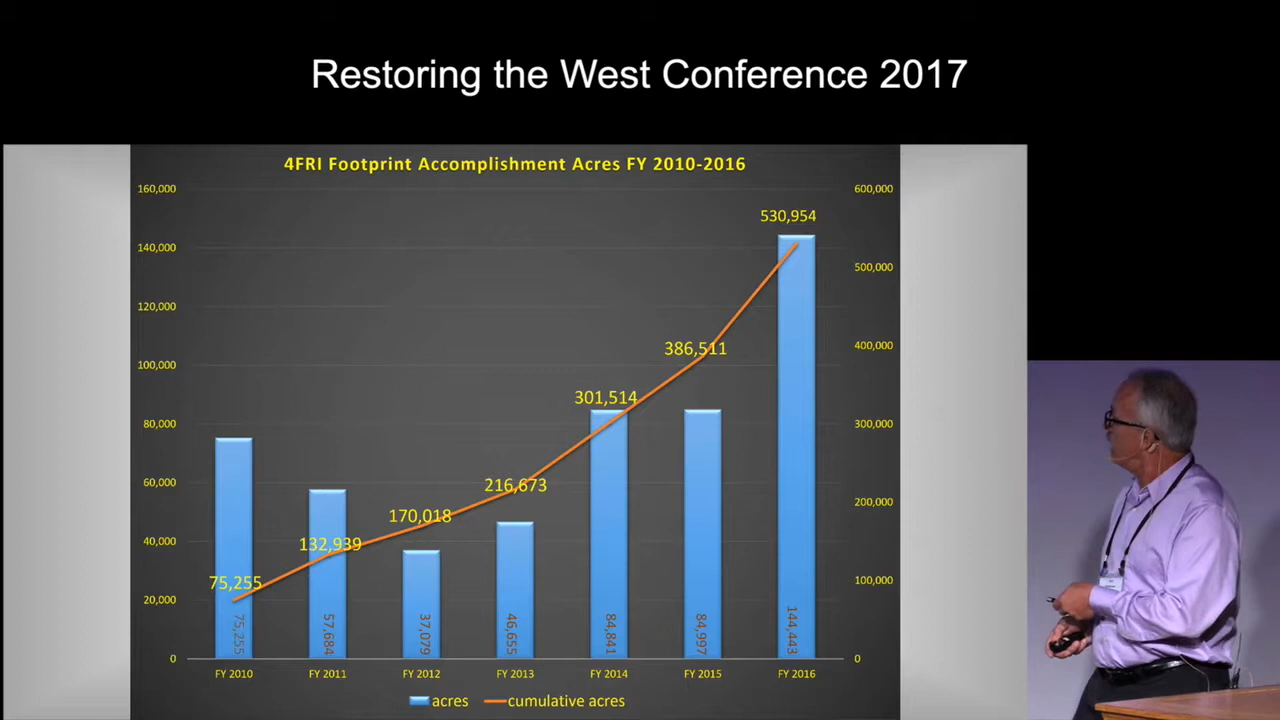 Restoring the West Conference 2017
4FRI Footprint Accomplishment Acres FY 2010-2016
160,000
140,000
120,000
100,000
80,000
60,000
40,000
20,000
0
600,000
500,000
400,000
300,000
200,000
100,000
0
75,255
132,939
170,018
216,673
301,514
386,511
530,954
75,255
57,684
37,079
46,655
84,841
84,997
144,443
FY 2010
FY 2011
FY 2012
FY 2013
FY 2014
FY 2015
FY 2016
acres
cumulative acres